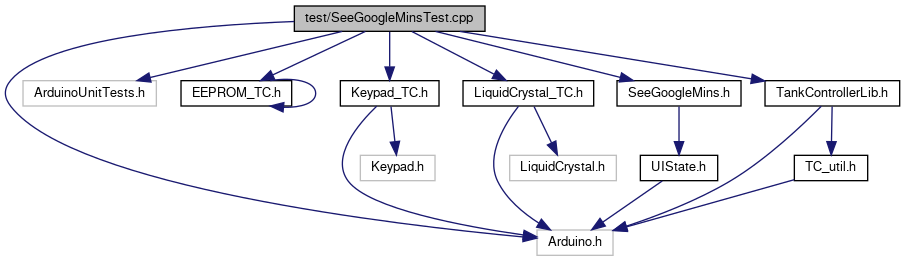 test/SeeGoogleMinsTest.cpp
ArduinoUnitTests.h
EEPROM_TC.h
Keypad_TC.h
LiquidCrystal_TC.h
SeeGoogleMins.h
TankControllerLib.h
Keypad.h
LiquidCrystal.h
UIState.h
TC_util.h
Arduino.h